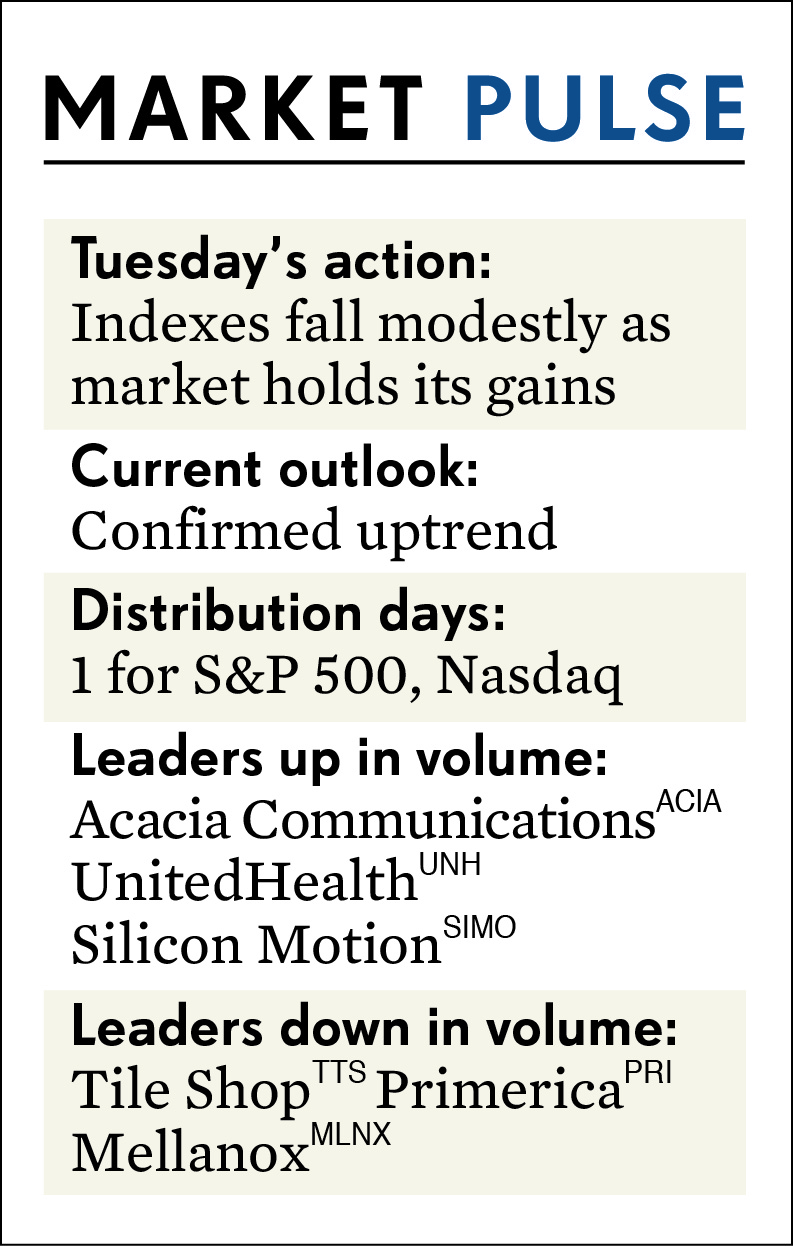 MARKET PULSE
Tuesday’s action:
Indexes fall modestly as
market holds its gains
Current outlook:
Confirmed uptrend
Distribution days:
1 for S&P 500, Nasdaq
Leaders up in volume:
Acacia Communications ACIA
UnitedHealth UNH
Silicon Motion SIMO
Leaders down in volume:
Tile Shop TTS Primerica PRI
Mellanox MLNX